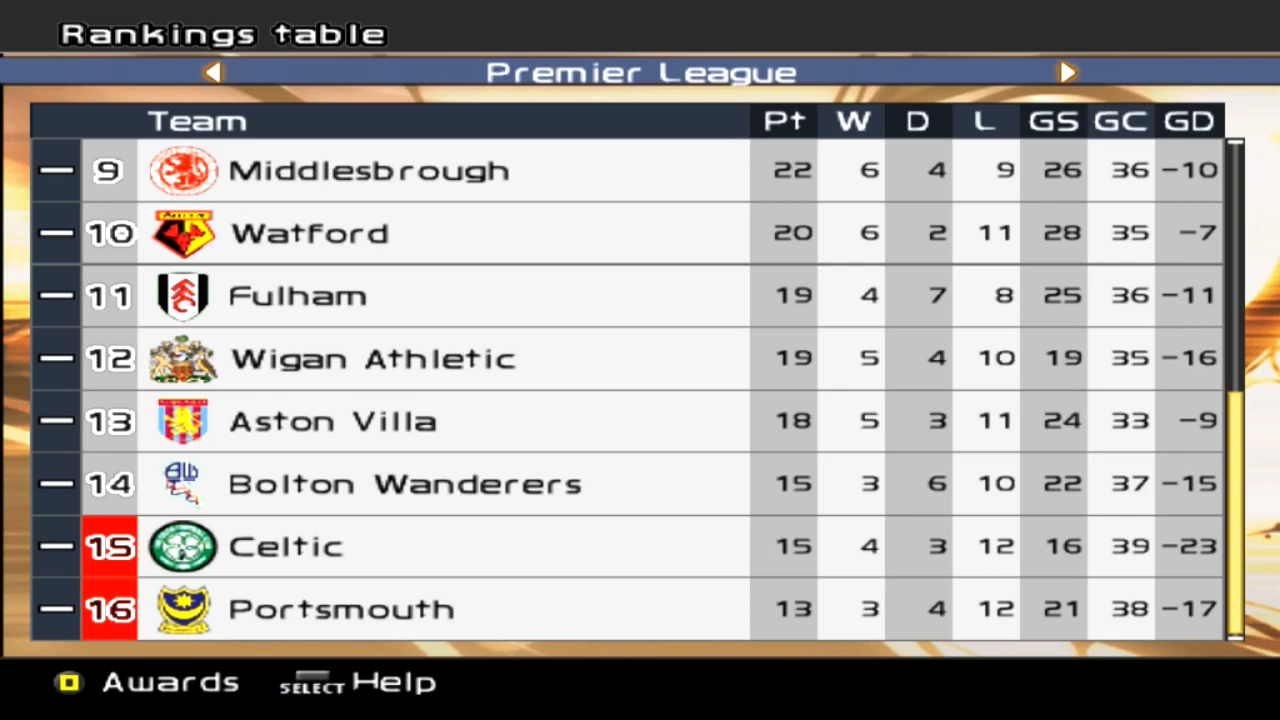 Rankings table
Premier League
Team Pt W D L GS GC GD
9 Middlesbrough 22 6 4 9 26 36 -10
10 Watford 20 6 2 11 28 35 -7
11 Fulham 19 4 7 8 25 36 -11
12 Wigan Athletic 19 5 4 10 19 35 -16
13 Aston Villa 18 5 3 11 24 33 -9
14 Bolton Wanderers 15 3 6 10 22 37 -15
15 Celtic 15 4 3 12 16 39 -23
16 Portsmouth 13 3 4 12 21 38 -17
Awards SELECT Help